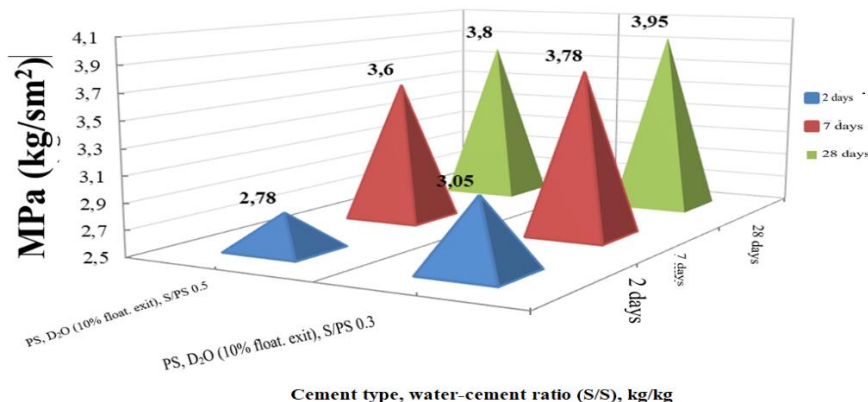 MPa (kg/sm²)
4,1
3,9
3,7
3,5
3,3
3,1
2,9
2,7
2,5
2,78
3,6
3,8
3,05
3,78
3,95
2 days
7 days
28 days
PS, D₂O (10% float. exit), S/PS 0.5
PS, D₂O (10% float. exit), S/PS 0.3
2 days
7 days
28 days
Cement type, water-cement ratio (S/S), kg/kg